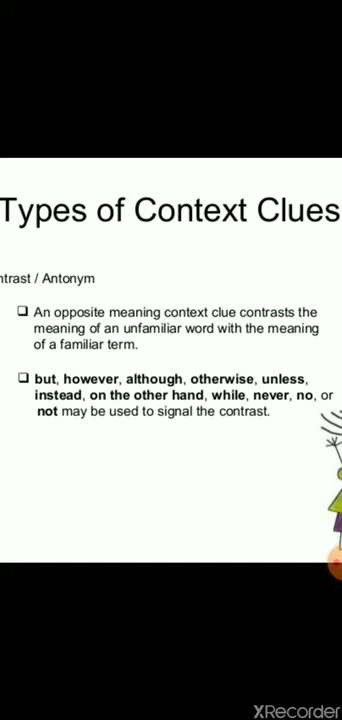 Types of Context Clues
ntrast / Antonym
An opposite meaning context clue contrasts the
meaning of an unfamiliar word with the meaning
of a familiar term.
but, however, although, otherwise, unless,
instead, on the other hand, while, never, no, or
not may be used to signal the contrast.
XRecorder